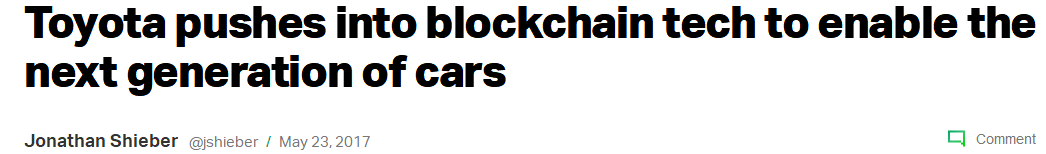 Toyota pushes into blockchain tech to enable the
next generation of cars
Jonathan Shieber @jshieber / May 23, 2017 Comment